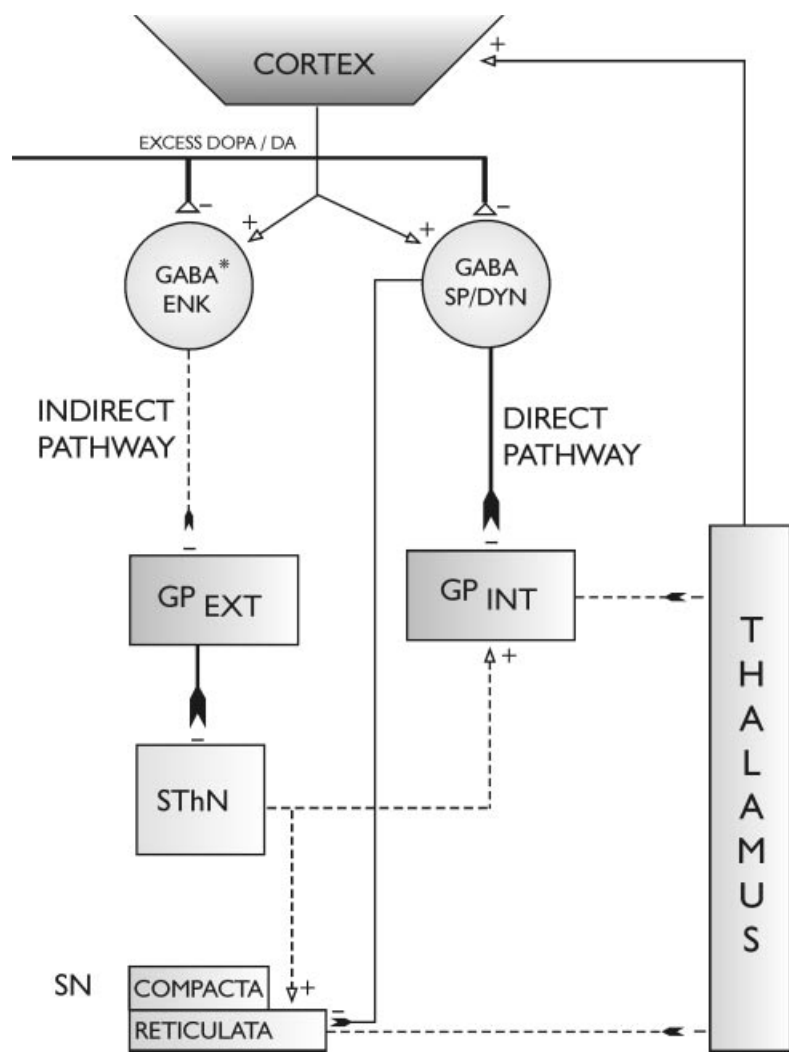 CORTEX
+
EXCESS DOPA / DA
–
–
+
+
GABA*
ENK
GABA
SP/DYN
INDIRECT
PATHWAY
DIRECT
PATHWAY
–
–
GP EXT
GP INT
THALAMUS
+
–
SThN
SN
COMPACTA
+
–
RETICULATA